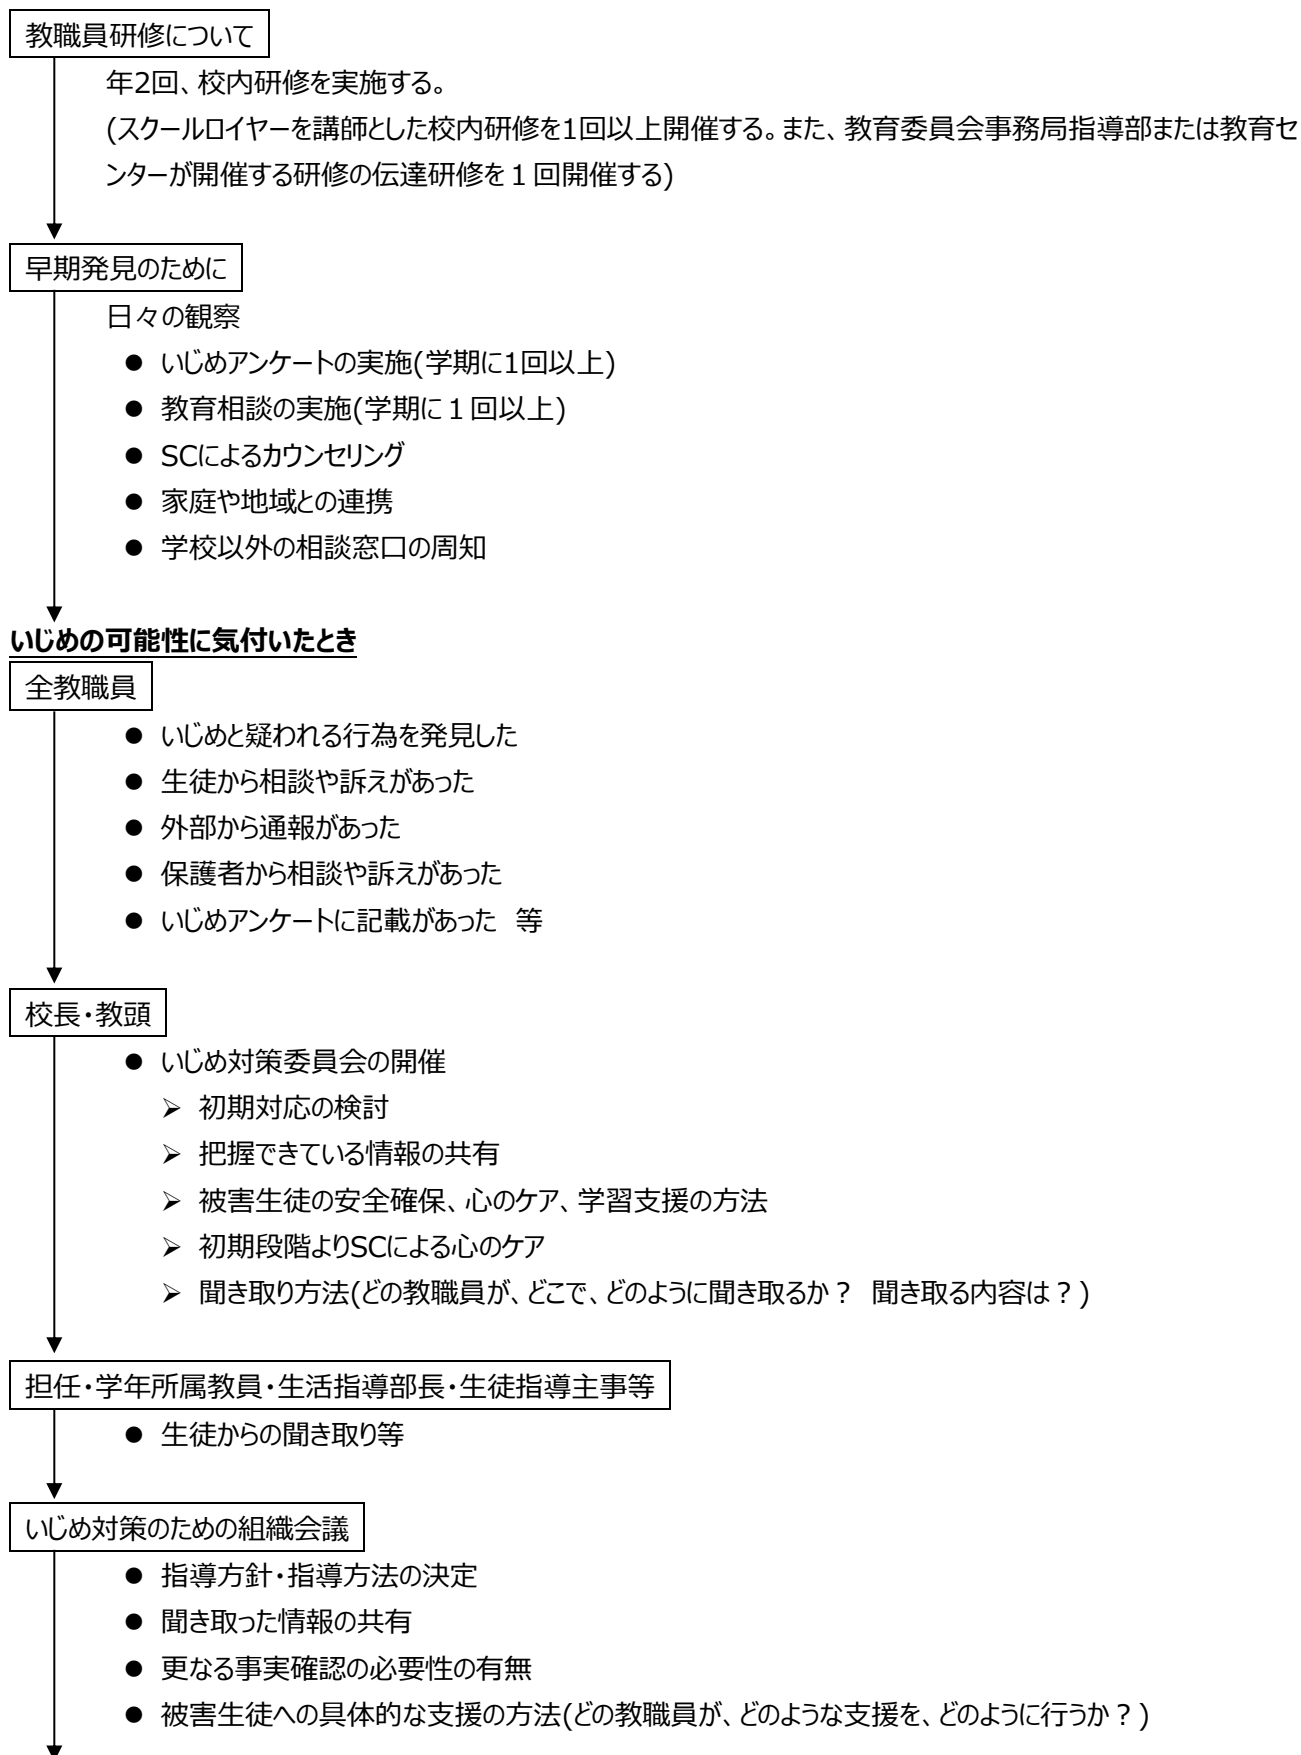 教職員研修について
年2回、校内研修を実施する。
(スクールロイヤーを講師とした校内研修を1回以上開催する。また、教育委員会事務局指導部または教育セ
ンターが開催する研修の伝達研修を１回開催する)
早期発見のために
日々の観察
● いじめアンケートの実施(学期に1回以上)
● 教育相談の実施(学期に１回以上)
● SCによるカウンセリング
● 家庭や地域との連携
● 学校以外の相談窓口の周知
いじめの可能性に気付いたとき
全教職員
● いじめと疑われる行為を発見した
● 生徒から相談や訴えがあった
● 外部から通報があった
● 保護者から相談や訴えがあった
● いじめアンケートに記載があった　等
校長・教頭
● いじめ対策委員会の開催
➢ 初期対応の検討
➢ 把握できている情報の共有
➢ 被害生徒の安全確保、心のケア、学習支援の方法
➢ 初期段階よりSCによる心のケア
➢ 聞き取り方法(どの教職員が、どこで、どのように聞き取るか？　聞き取る内容は？)
担任・学年所属教員・生活指導部長・生徒指導主事等
● 生徒からの聞き取り等
いじめ対策のための組織会議
● 指導方針・指導方法の決定
● 聞き取った情報の共有
● 更なる事実確認の必要性の有無
● 被害生徒への具体的な支援の方法(どの教職員が、どのような支援を、どのように行うか？)